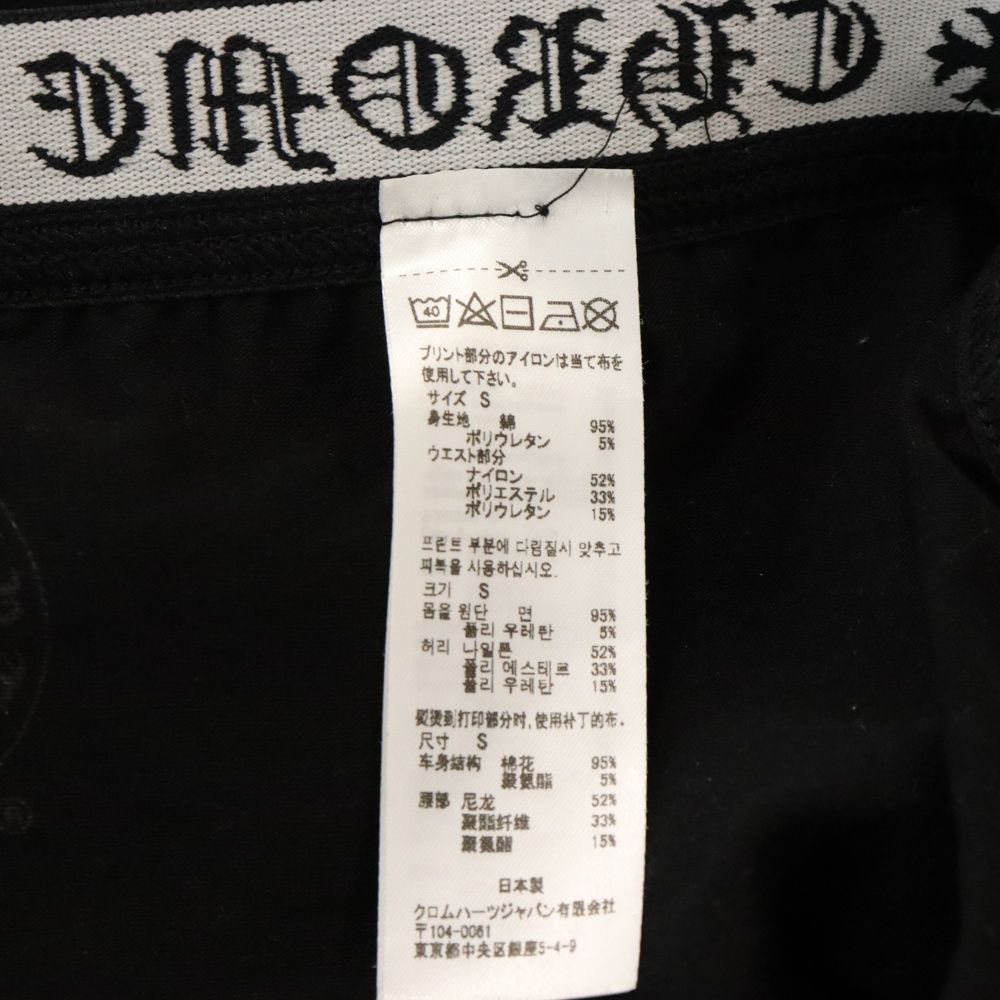 40
プリント部分のアイロンは当て布を
使用して下さい。
サイズ S
身生地 綿 95%
ポリウレタン 5%
ウエスト部分
ナイロン 52%
ポリエステル 33%
ポリウレタン 15%
프린트 부분에 다림질시 맞추고
피복을 사용하십시오.
크기 S
몸을 원단 면 95%
폴리 우레탄 5%
허리 나일론 52%
폴리 에스테르 33%
폴리 우레탄 15%
熨烫到打印部分时,使用补丁的布。
尺寸 S
车身结构 棉花 95%
聚氨酯 5%
腰部 尼龙 52%
聚酯纤维 33%
聚氨酯 15%
日本製
クロムハーツジャパン有限会社
〒104-0061
東京都中央区銀座5-4-9